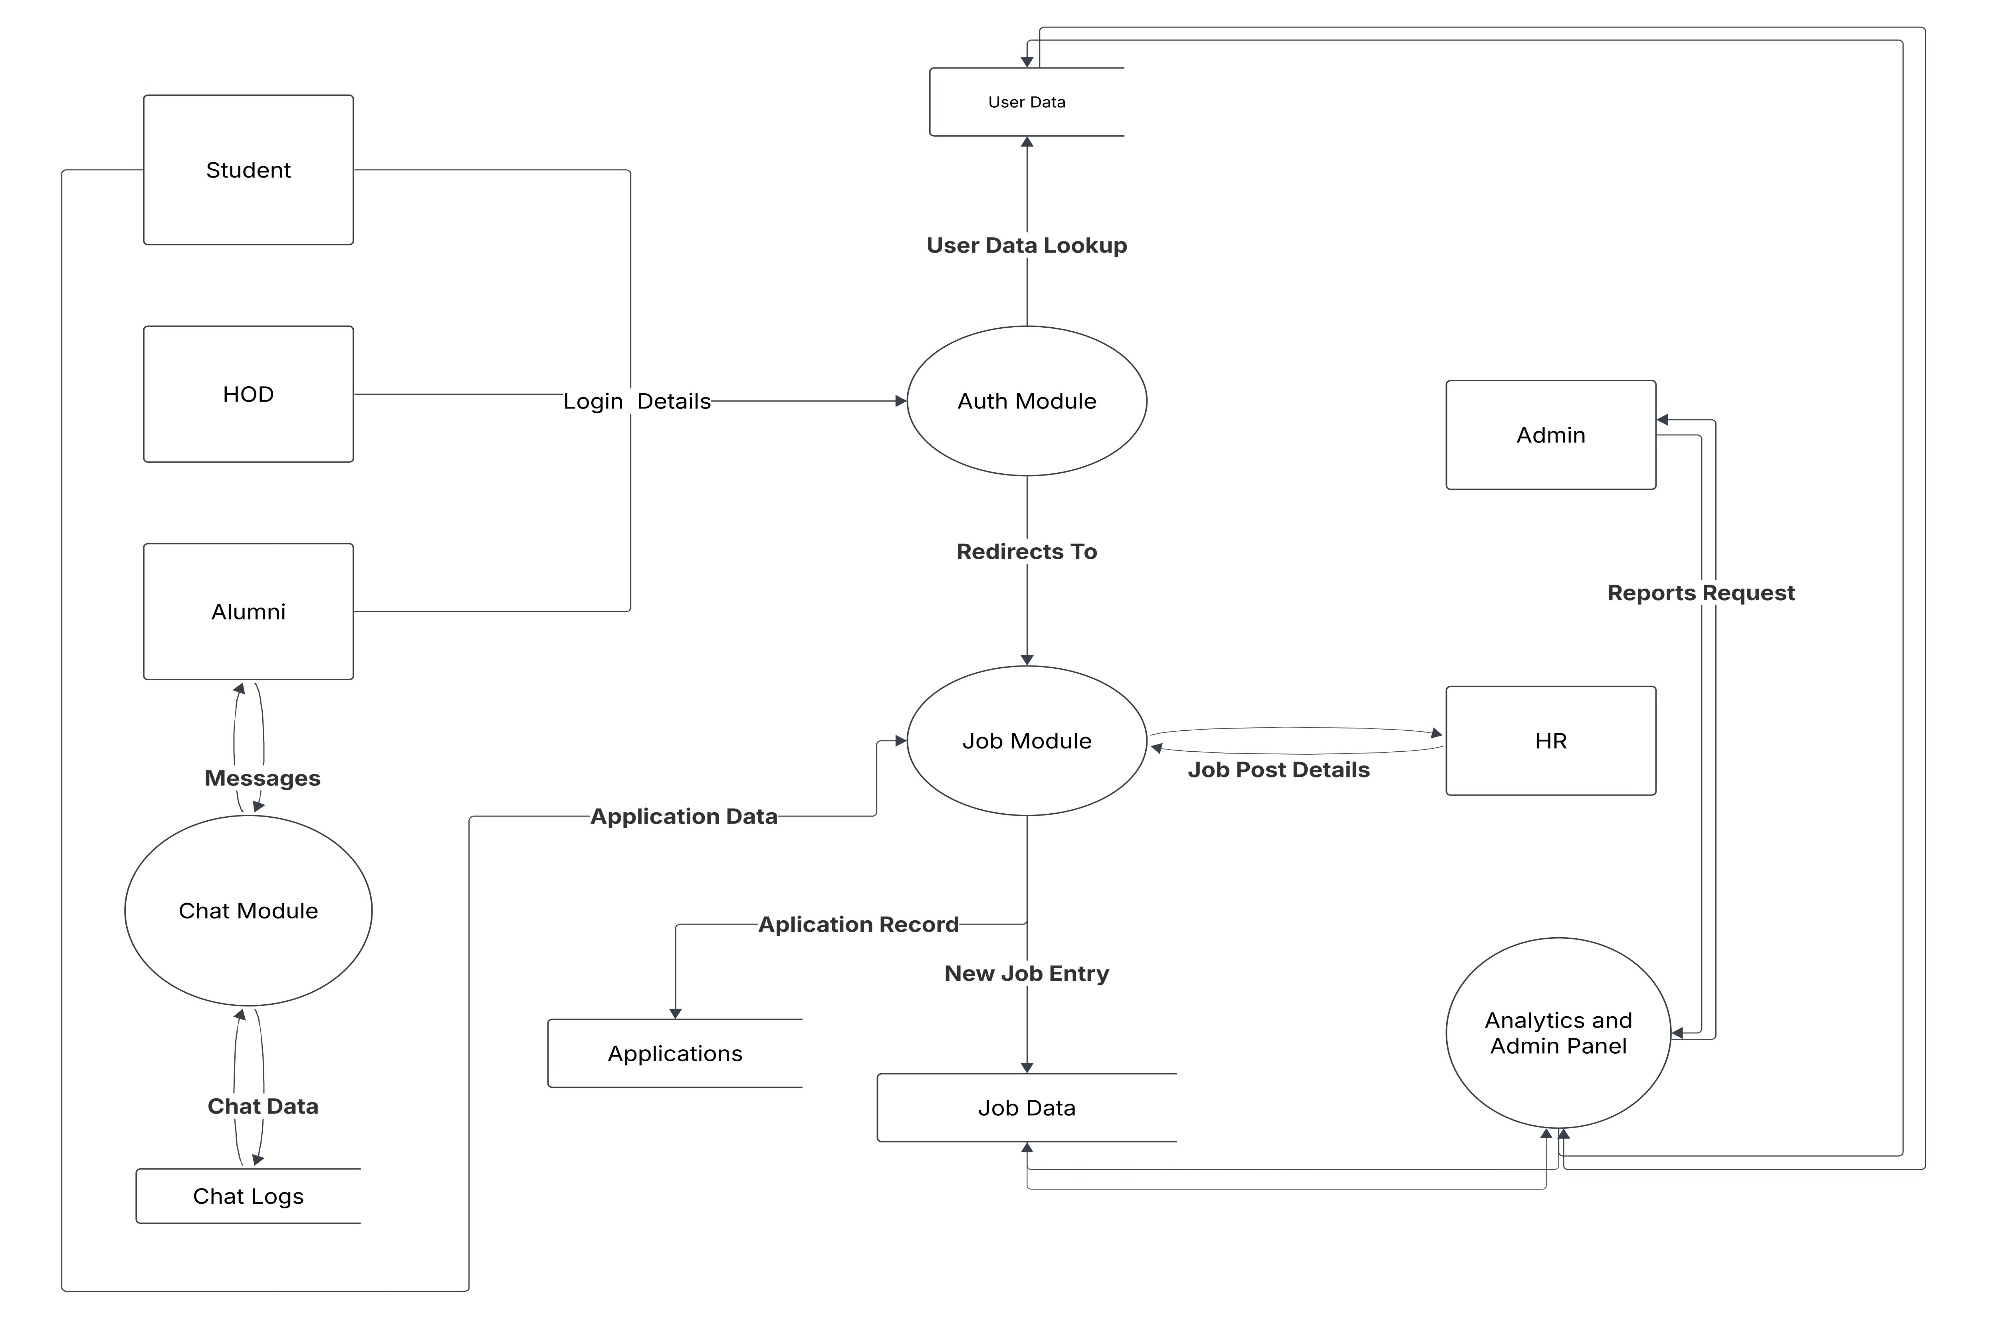 User Data
Student
User Data Lookup
HOD
Login  Details
Auth Module
Admin
Redirects To
Reports Request
Alumni
Job Module
HR
Job Post Details
Messages
Application Data
Chat Module
Aplication Record
New Job Entry
Analytics and
Admin Panel
Applications
Job Data
Chat Data
Chat Logs